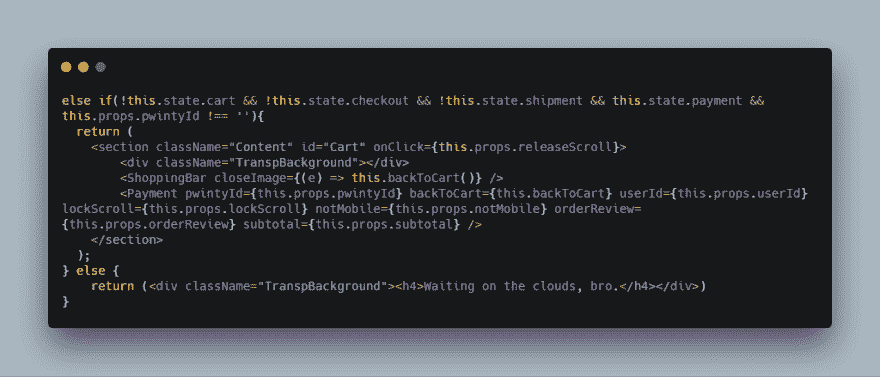 else if(!this.state.cart && !this.state.checkout && !this.state.shipment && this.state.payment &&
this.props.pwintyId !== ''){
  return (
    <section className="Content" id="Cart" onClick={this.props.releaseScroll}>
        <div className="TranspBackground"></div>
        <ShoppingBar closeImage={(e) => this.backToCart()} />
        <Payment pwintyId={this.props.pwintyId} backToCart={this.backToCart} userId={this.props.userId}
lockScroll={this.props.lockScroll} notMobile={this.props.notMobile} orderReview=
{this.props.orderReview} subtotal={this.props.subtotal} />
    </section>
  );
} else {
    return (<div className="TranspBackground"><h4>Waiting on the clouds, bro.</h4></div>)
}